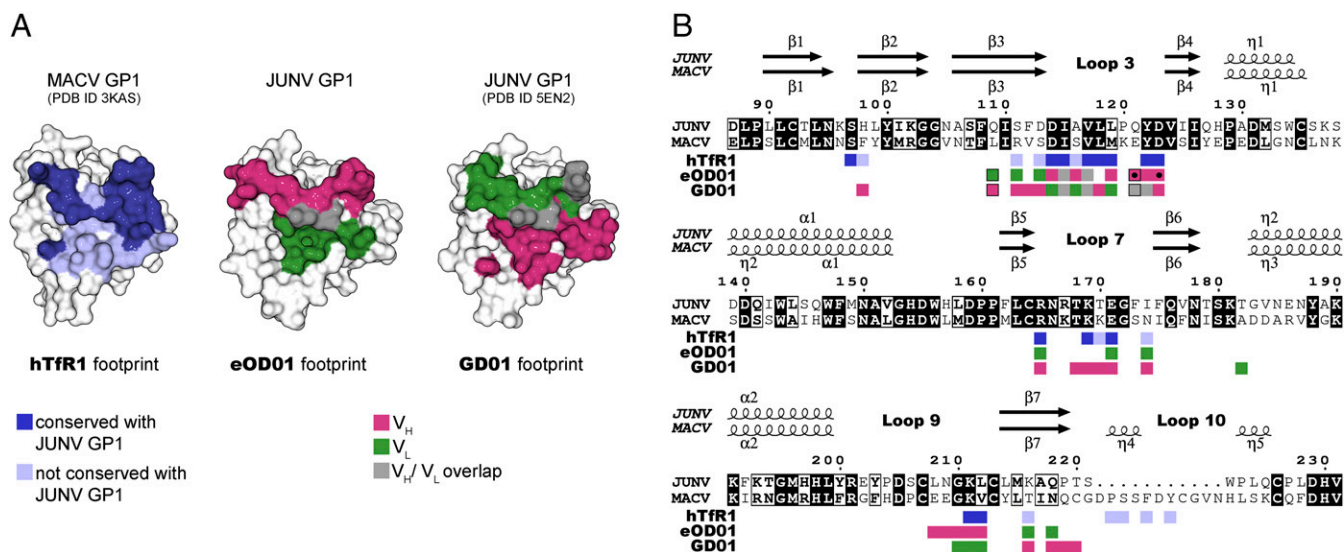 A
MACV GP1
(PDB ID 3KAS)
JUNV GP1
JUNV GP1
(PDB ID 5EN2)
hTfR1 footprint
eOD01 footprint
GD01 footprint
conserved with
JUNV GP1
not conserved with
JUNV GP1
V_H
V_L
V_H/ V_L overlap
B
β1 β2 β3 β4 η1
JUNV
MACV
Loop 3
β1 β2 β3 β4 η1
90 100 110 120 130
JUNV DLPLLCTLNKSHLYIKGGNASFQISFDDIAVLLPQYDVIIQHPADMSWCSKS
MACV ELPSLCMLNNSFYYMRGGVNTFLIRVSDISVLMKEYDVSIYEPEDLGNCLNK
hTfR1
eOD01
GD01
α1 β5 β6 η2
JUNV
MACV
Loop 7
η2 α1 β5 β6 η3
140 150 160 170 180 190
JUNV DDQIWLSQWFMNAVGHDWHLDPPFLCRNRTKTEGFIFQVNTSKTGVNENYAK
MACV SDSSWAIHWFSNALGHDWLMDPPMLCRNKTKKEGSNIQFNISKADDARVYGK
hTfR1
eOD01
GD01
α2 β7
JUNV
MACV
Loop 9 Loop 10
α2 β7 η4 η5
200 210 220 230
JUNV KFKTGMHHLYREYPDSCLNGKLCLMKAQPTS...........WPLQCPLDHV
MACV KIRNGMRHLFRGFHDPCEEGKVCYLTINQCGDPSSFDYCGVNHLSKCQFDHV
hTfR1
eOD01
GD01